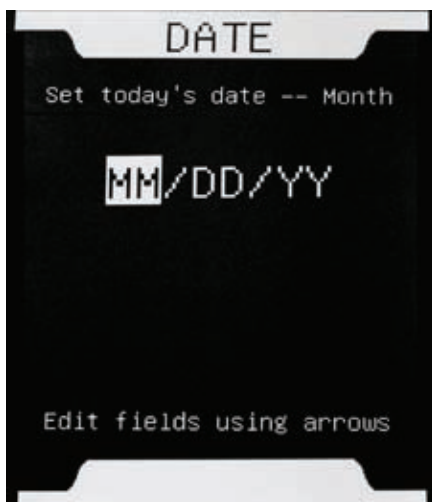 DATE
Set today's date -- Month
MM/DD/YY
Edit fields using arrows